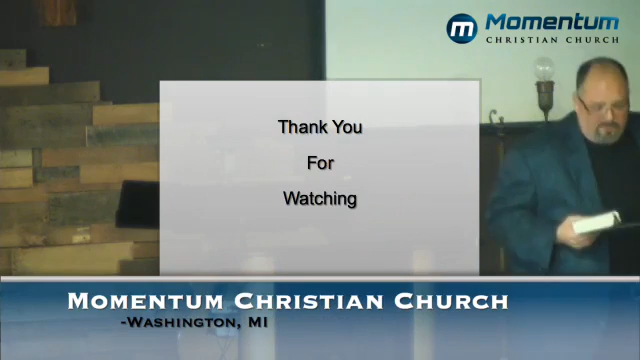 Momentum
CHRISTIAN CHURCH
Thank You
For
Watching
MOMENTUM CHRISTIAN CHURCH
-WASHINGTON, MI